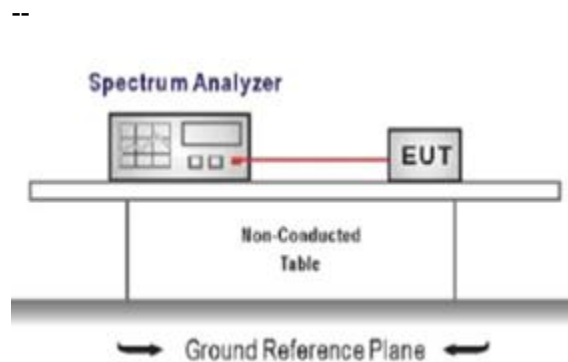 --
Spectrum Analyzer
EUT
Non-Conducted
Table
Ground Reference Plane